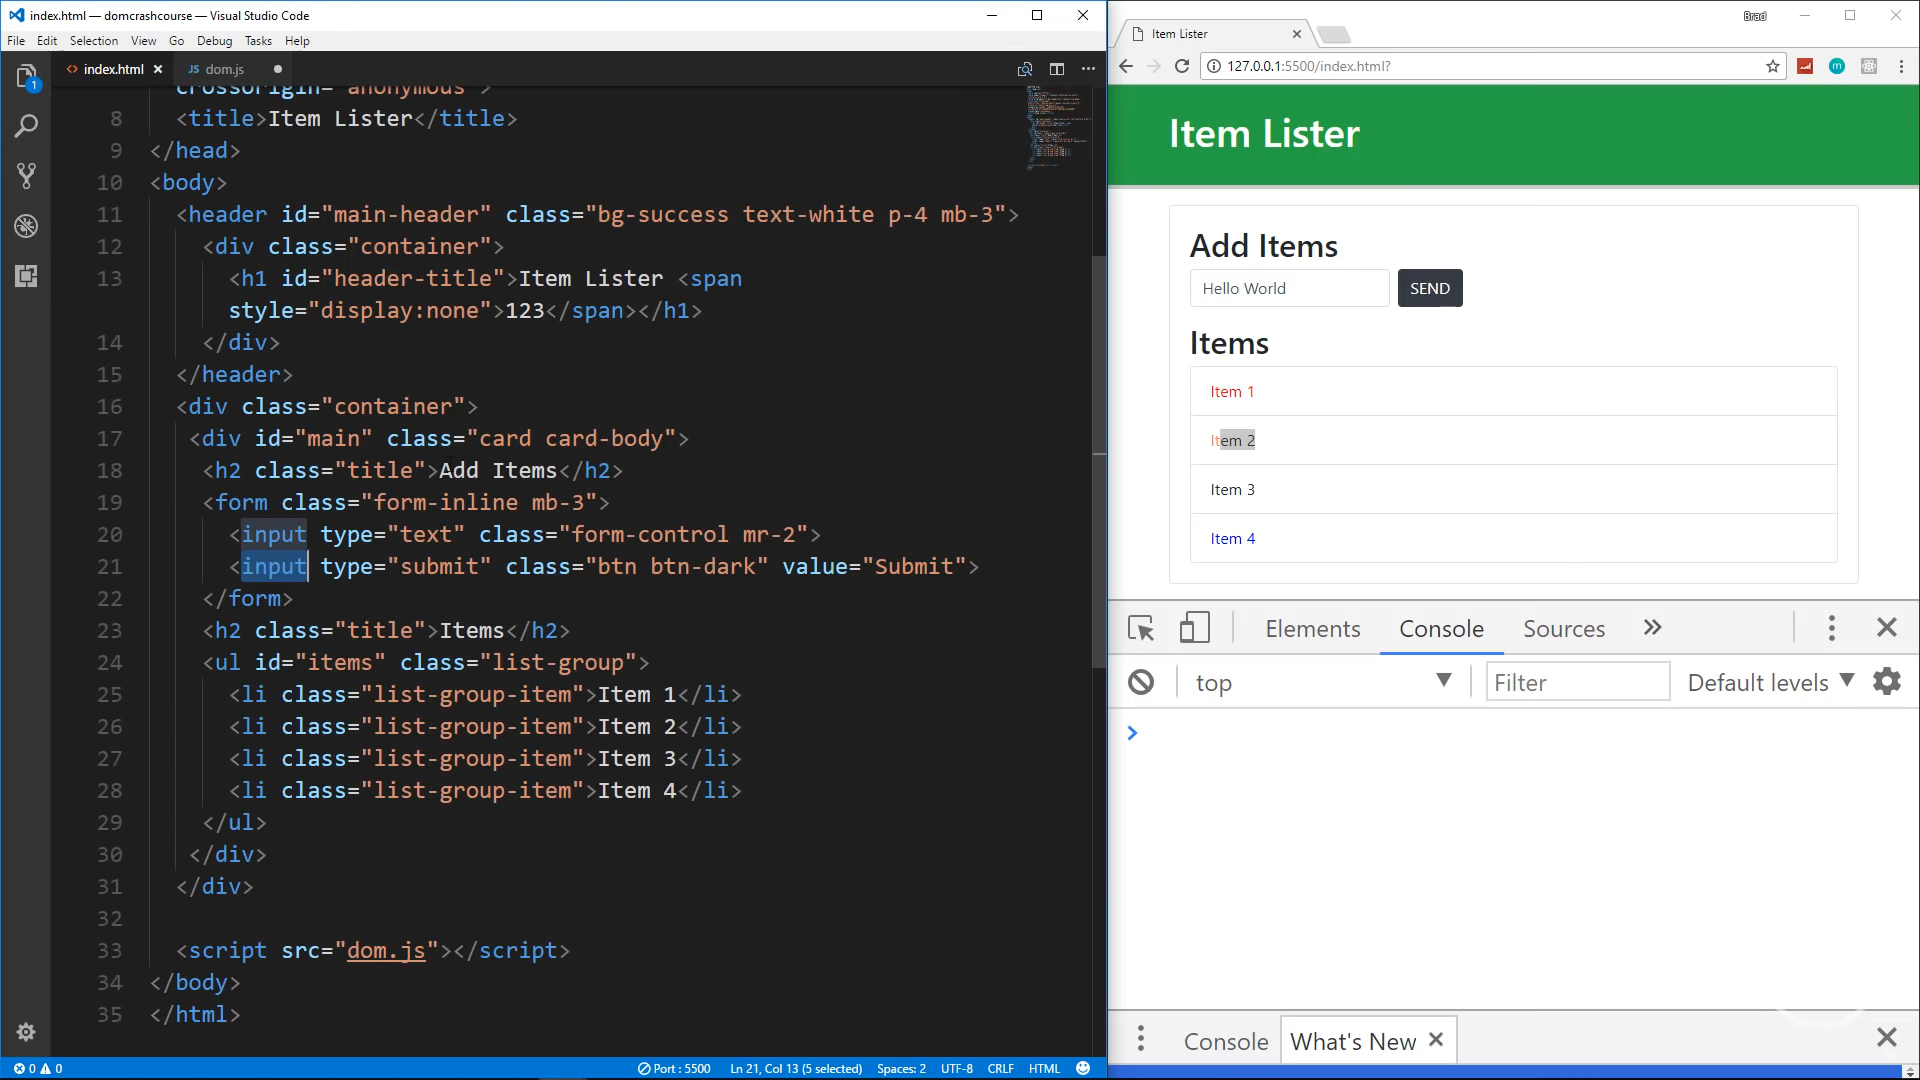 index.html — domcrashcourse — Visual Studio Code
File Edit Selection View Go Debug Tasks Help
1
<> index.html ×
JS dom.js
crossorigin="anonymous">
8 <title>Item Lister</title>
9 </head>
10 <body>
11 <header id="main-header" class="bg-success text-white p-4 mb-3">
12 <div class="container">
13 <h1 id="header-title">Item Lister <span
style="display:none">123</span></h1>
14 </div>
15 </header>
16 <div class="container">
17 <div id="main" class="card card-body">
18 <h2 class="title">Add Items</h2>
19 <form class="form-inline mb-3">
20 <input type="text" class="form-control mr-2">
21 <input type="submit" class="btn btn-dark" value="Submit">
22 </form>
23 <h2 class="title">Items</h2>
24 <ul id="items" class="list-group">
25 <li class="list-group-item">Item 1</li>
26 <li class="list-group-item">Item 2</li>
27 <li class="list-group-item">Item 3</li>
28 <li class="list-group-item">Item 4</li>
29 </ul>
30 </div>
31 </div>
32
33 <script src="dom.js"></script>
34 </body>
35 </html>
0 0
Port : 5500 Ln 21, Col 13 (5 selected) Spaces: 2 UTF-8 CRLF HTML
Brad
Item Lister
127.0.0.1:5500/index.html?
m
Item Lister
Add Items
Hello World
SEND
Items
Item 1
Item 2
Item 3
Item 4
Elements Console Sources »
top Filter Default levels
>
Console What's New